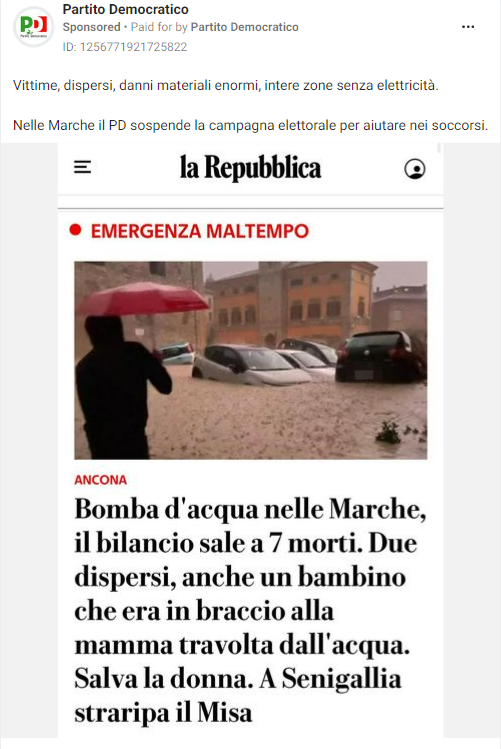 Partito Democratico
Sponsored • Paid for by Partito Democratico
ID: 1256771921725822
Vittime, dispersi, danni materiali enormi, intere zone senza elettricità.
Nelle Marche il PD sospende la campagna elettorale per aiutare nei soccorsi.
la Repubblica
EMERGENZA MALTEMPO
ANCONA
Bomba d'acqua nelle Marche,
il bilancio sale a 7 morti. Due
dispersi, anche un bambino
che era in braccio alla
mamma travolta dall'acqua.
Salva la donna. A Senigallia
straripa il Misa